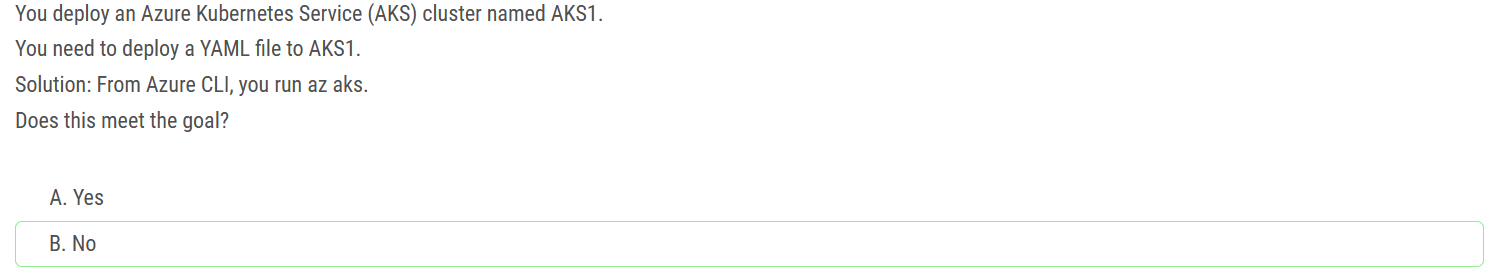 You deploy an Azure Kubernetes Service (AKS) cluster named AKS1.
You need to deploy a YAML file to AKS1.
Solution: From Azure CLI, you run az aks.
Does this meet the goal?
A. Yes
B. No